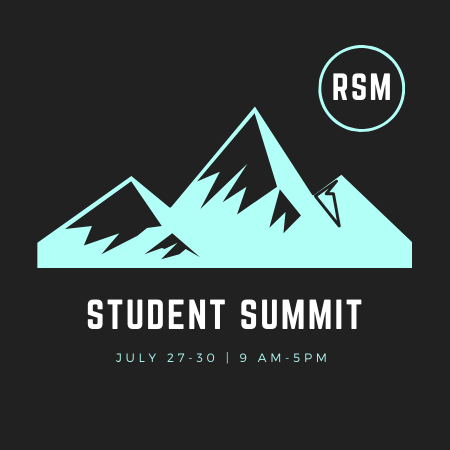 RSM
STUDENT SUMMIT
JULY 27-30 | 9 AM-5PM